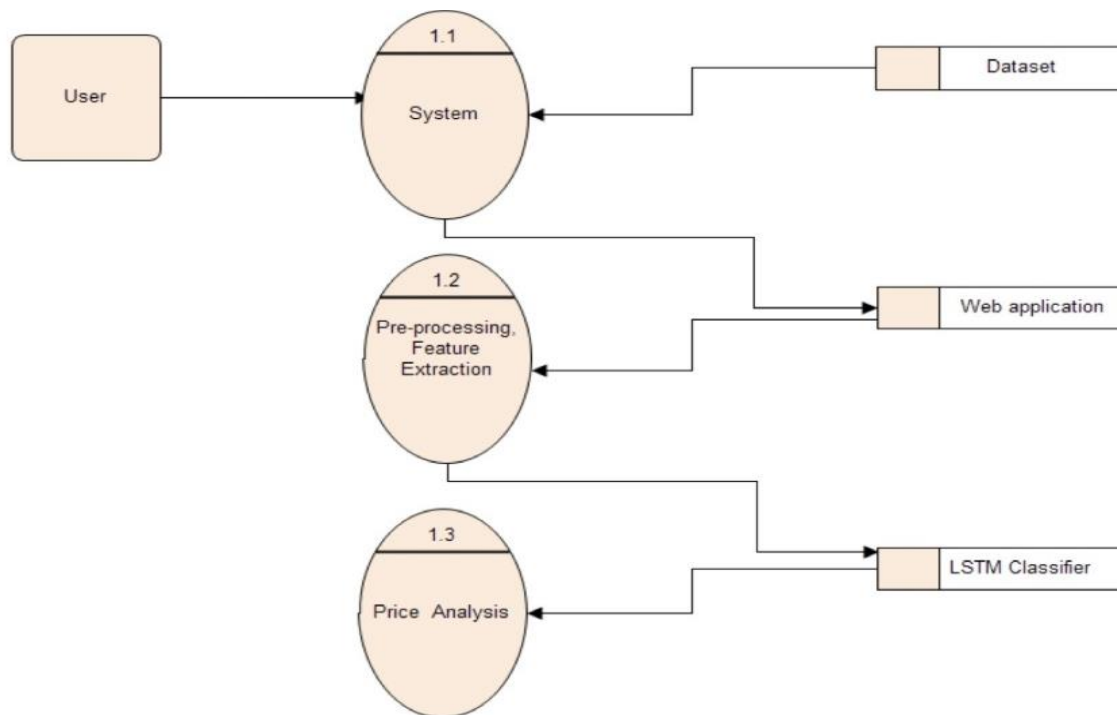 1.1
User
System
Dataset
1.2
Pre-processing,
Feature
Extraction
Web application
1.3
Price Analysis
LSTM Classifier